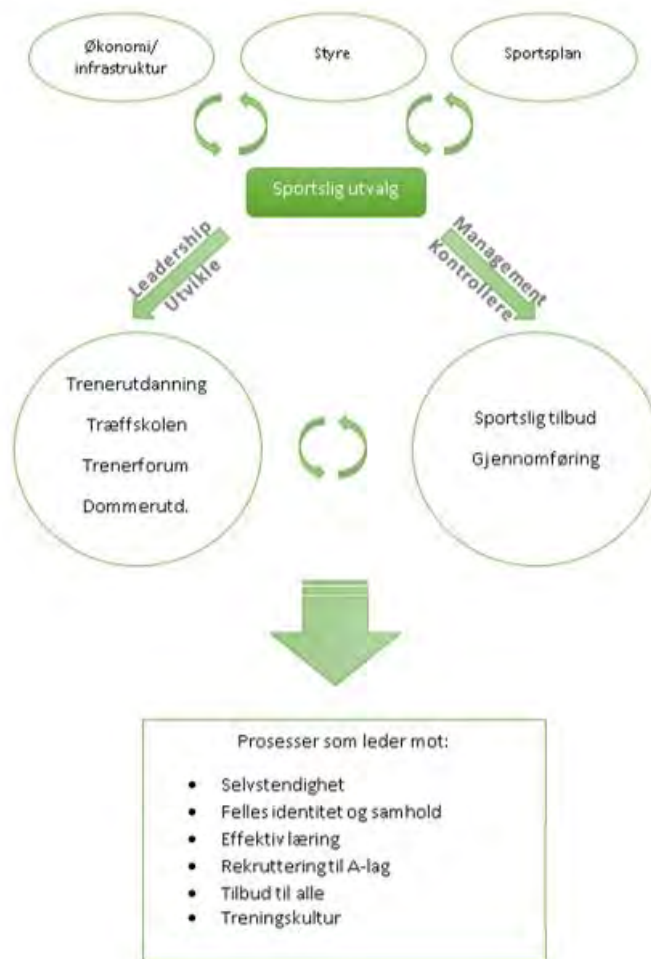 Økonomi/
infrastruktur
Styre
Sportsplan
Sportslig utvalg
Leadership
Utvikle
Management
Kontrollere
Trenerutdanning
Træffskolen
Trenerforum
Dommerutd.
Sportslig tilbud
Gjennomføring
Prosesser som leder mot:
• Selvstendighet
• Felles identitet og samhold
• Effektiv læring
• Rekruttering til A-lag
• Tilbud til alle
• Treningskultur